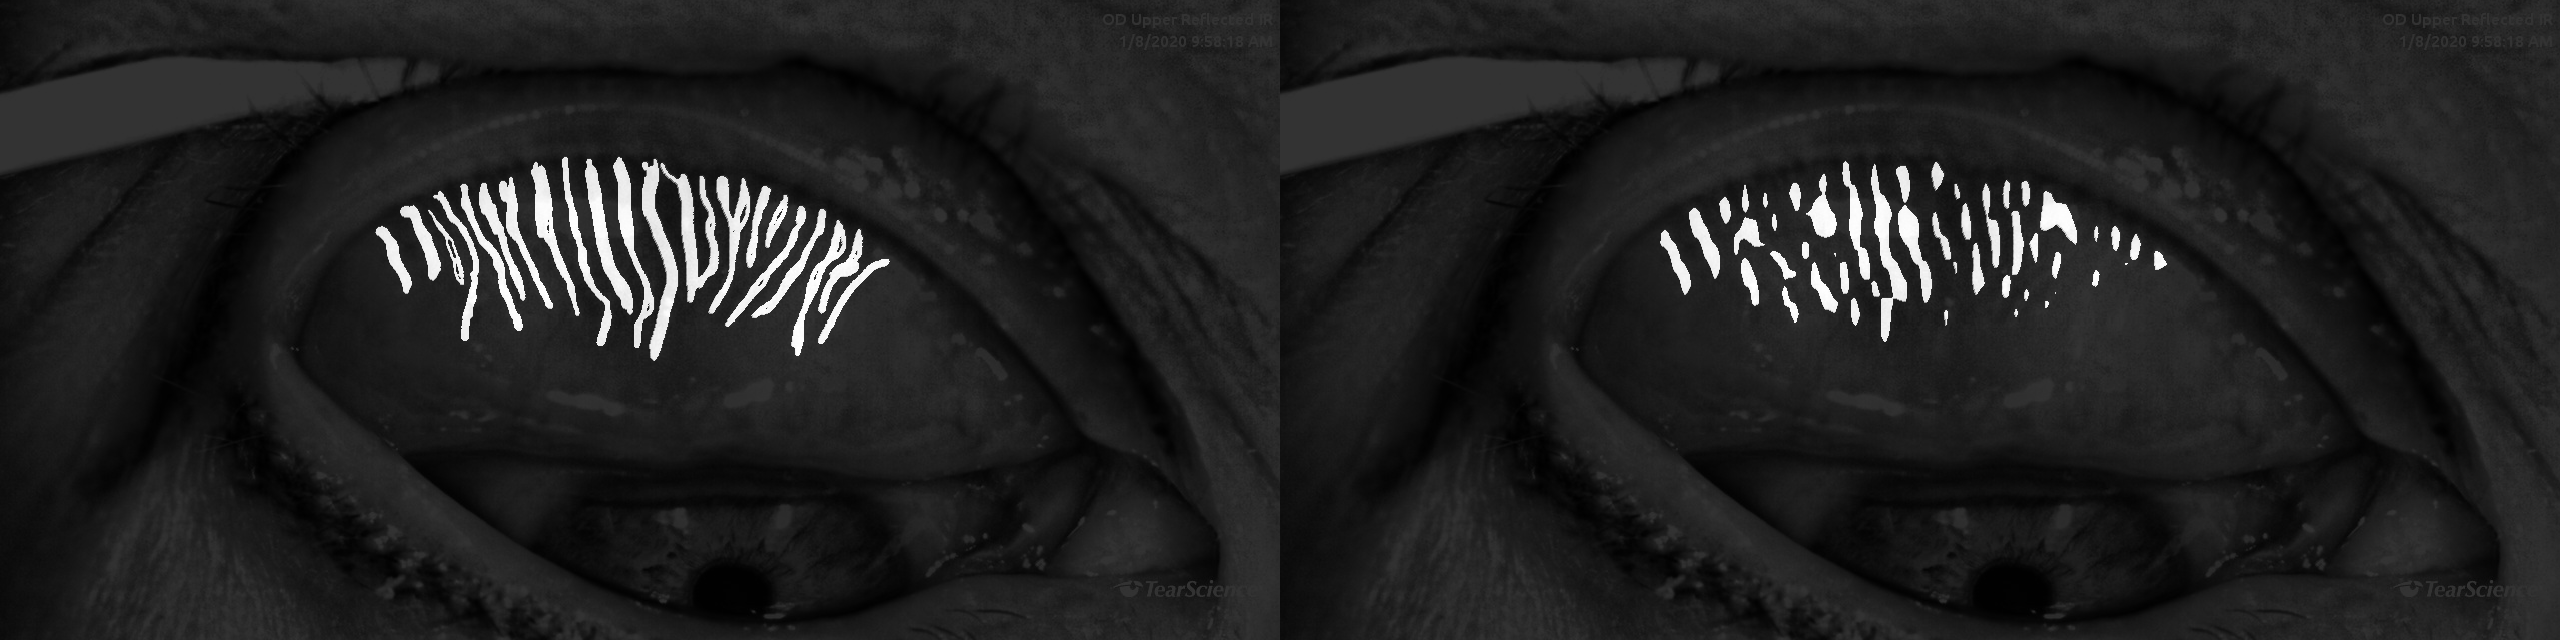 OD Upper Reflected IR
1/8/2020 9:58:18 AM
OD Upper Reflected IR
1/8/2020 9:58:18 AM
TearScience
TearScience